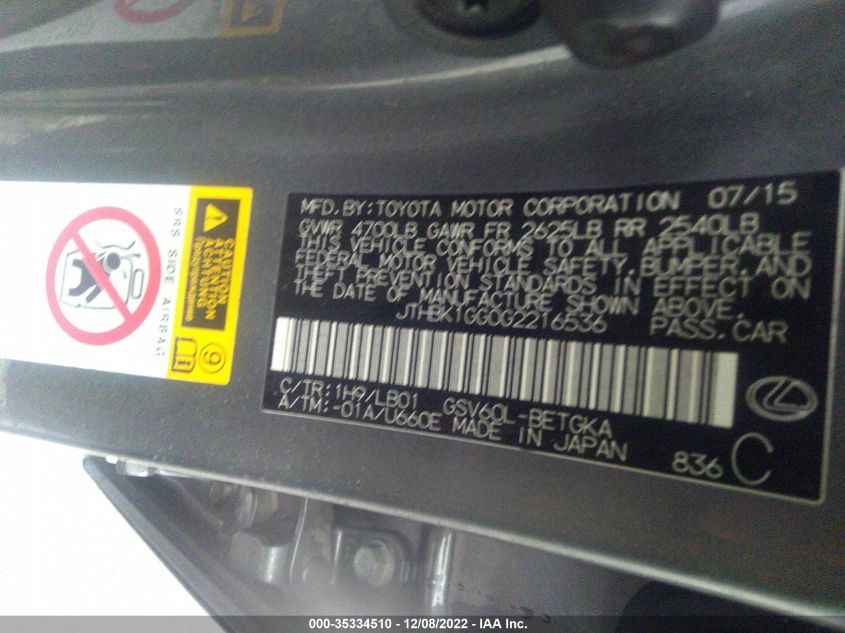 MFD.BY:TOYOTA MOTOR CORPORATION 07/15
GVWR 4700LB GAWR FR 2625LB RR 2540LB
THIS VEHICLE CONFORMS TO ALL APPLICABLE
FEDERAL MOTOR VEHICLE SAFETY, BUMPER, AND
THEFT PREVENTION STANDARDS IN EFFECT ON
THE DATE OF MANUFACTURE SHOWN ABOVE.
JTHBK1GG0G2216536 PASS.CAR
C/TR:1H9/LB01 GSV60L-BETGKA
A/TM:-01A/U660E MADE IN JAPAN
836 C
SRS SIDE AIRBAG
CAUTION
ATTENTION
ACHTUNG
9
000-35334510 - 12/08/2022 - IAA Inc.